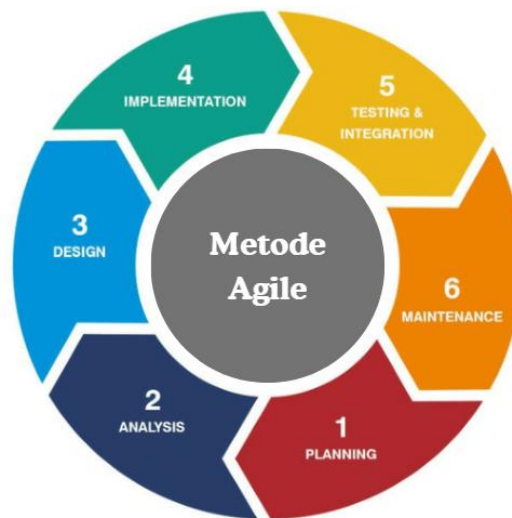 Metode
Agile
1
PLANNING
2
ANALYSIS
3
DESIGN
4
IMPLEMENTATION
5
TESTING &
INTEGRATION
6
MAINTENANCE